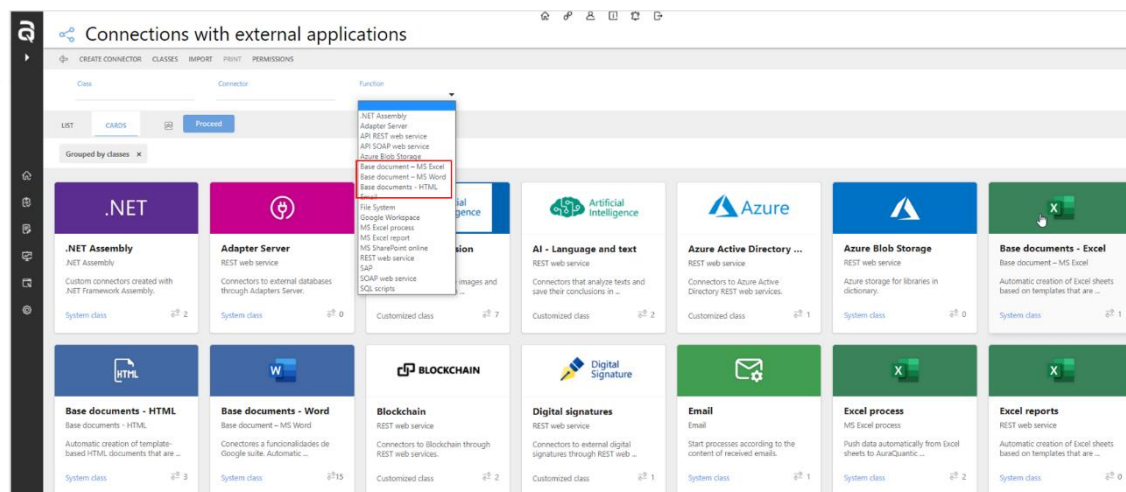 Connections with external applications
CREATE CONNECTOR CLASSES IMPORT PRINT PERMISSIONS
Class Connector Function
.NET Assembly
Adapter Server
API REST web service
API SOAP web service
Azure Blob Storage
Base document – MS Excel
Base document – MS Word
Base documents - HTML
Email
File System
Google Workspace
MS Excel process
MS Excel report
MS SharePoint online
REST web service
SAP
SOAP web service
SQL scripts
LIST CARDS Proceed
Grouped by classes ×
.NET
.NET Assembly
.NET Assembly
Custom connectors created with
.NET Framework Assembly.
System class 2
Adapter Server
REST web service
Connectors to external databases
through Adapters Server.
System class 0
ial
gence
sion
images and
...
Customized class 7
Artificial
Intelligence
AI - Language and text
REST web service
Connectors that analyze texts and
save their conclusions in ...
Customized class 2
Azure
Azure Active Directory ...
REST web service
Connectors to Azure Active
Directory REST web services.
Customized class 1
Azure Blob Storage
REST web service
Azure storage for libraries in
dictionary.
System class 0
X
Base documents - Excel
Base document – MS Excel
Automatic creation of Excel sheets
based on templates that are ...
System class 1
HTML
Base documents - HTML
Base documents - HTML
Automatic creation of template-
based HTML documents that are ...
System class 3
W
Base documents - Word
Base document – MS Word
Conectores a funcionalidades de
Google suite. Automatic ...
System class 15
BLOCKCHAIN
Blockchain
REST web service
Connectors to Blockchain through
REST web services.
Customized class 2
Digital
Signature
Digital signatures
REST web service
Connectors to external digital
signatures through REST web ...
Customized class 1
Email
Email
Start processes according to the
content of received emails.
System class 1
X
Excel process
MS Excel process
Push data automatically from Excel
sheets to AuraQuantic ...
System class 2
X
Excel reports
REST web service
Automatic creation of Excel sheets
based on templates that are ...
System class 0